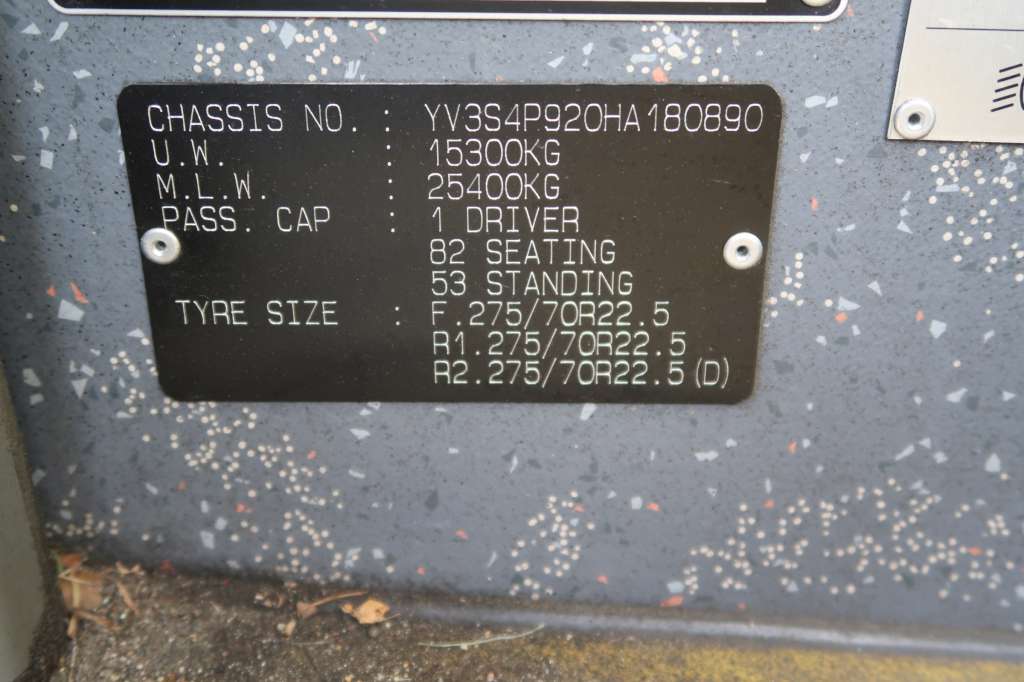 CHASSIS NO. : YV3S4P920HA180890
U.W. : 15300KG
M.L.W. : 25400KG
PASS. CAP : 1 DRIVER
82 SEATING
53 STANDING
TYRE SIZE : F.275/70R22.5
R1.275/70R22.5
R2.275/70R22.5(D)